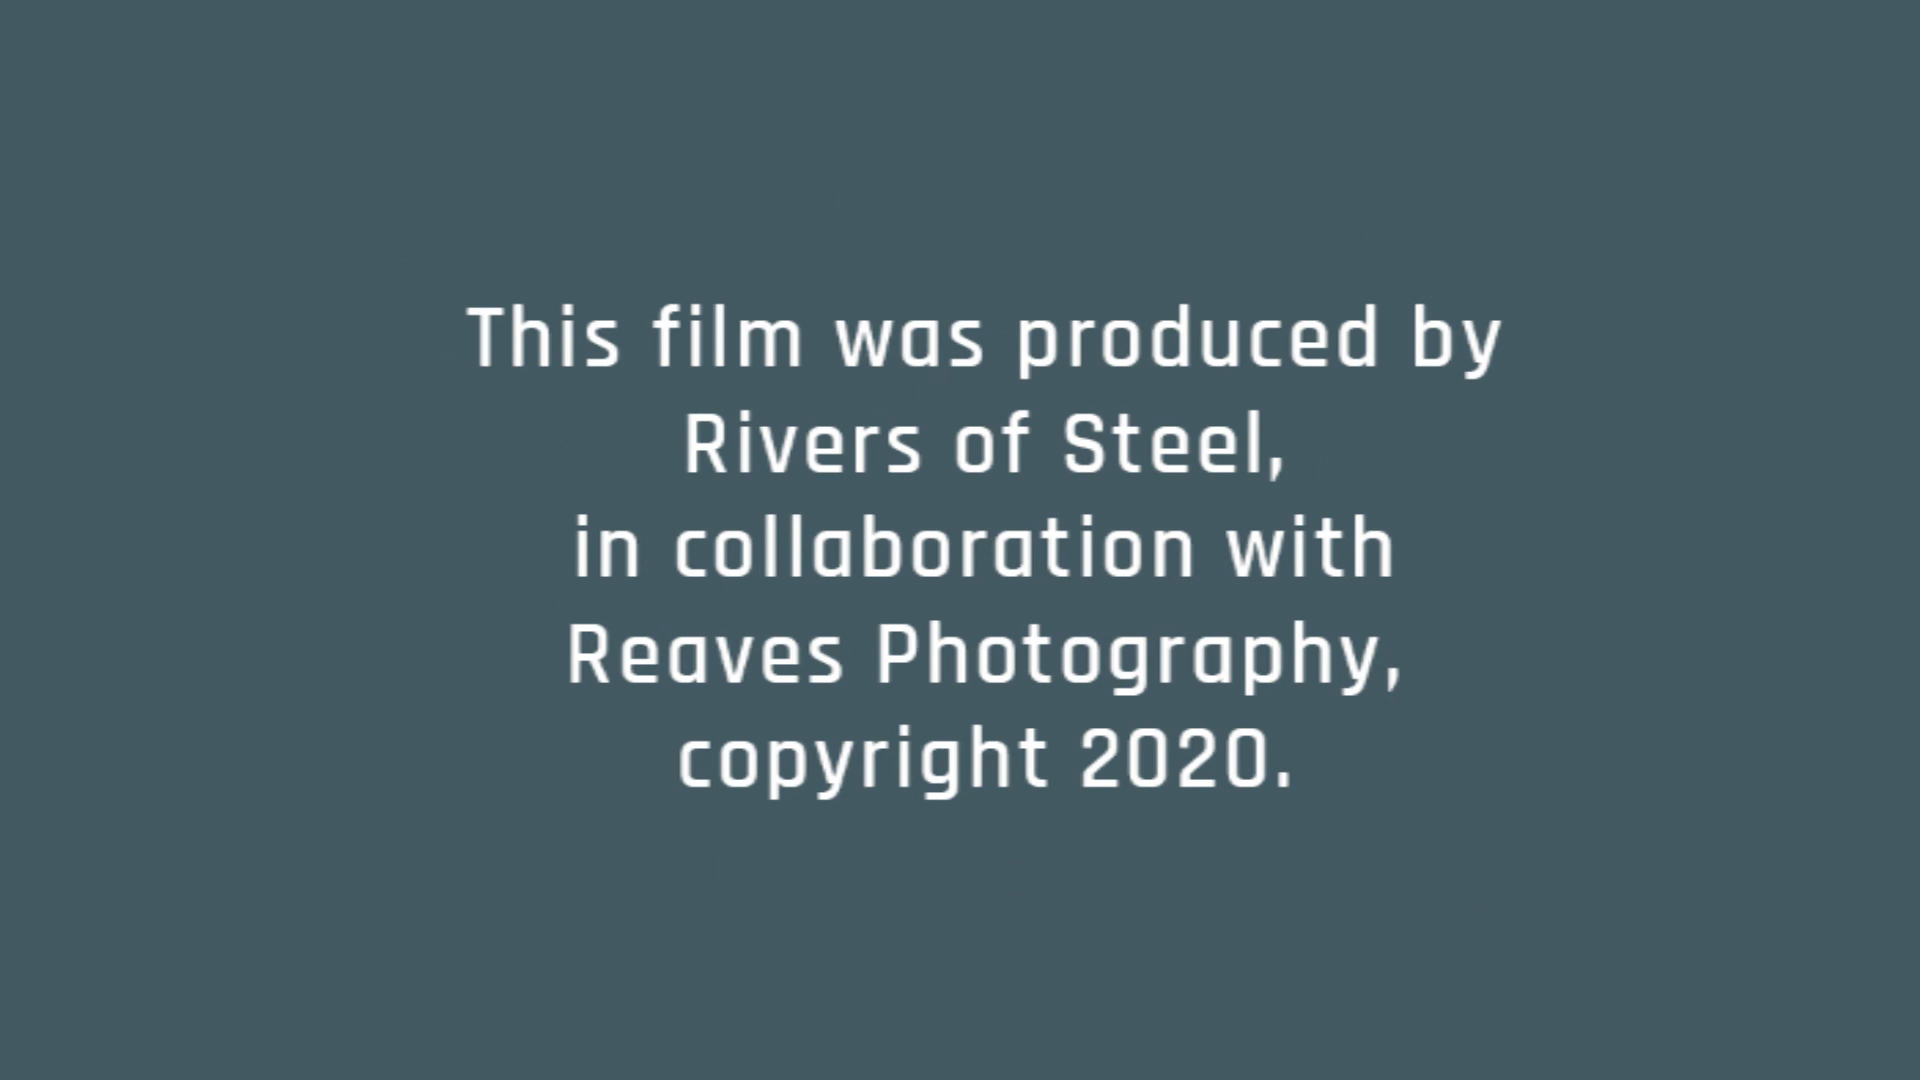 This film was produced by
Rivers of Steel,
in collaboration with
Reaves Photography,
copyright 2020.